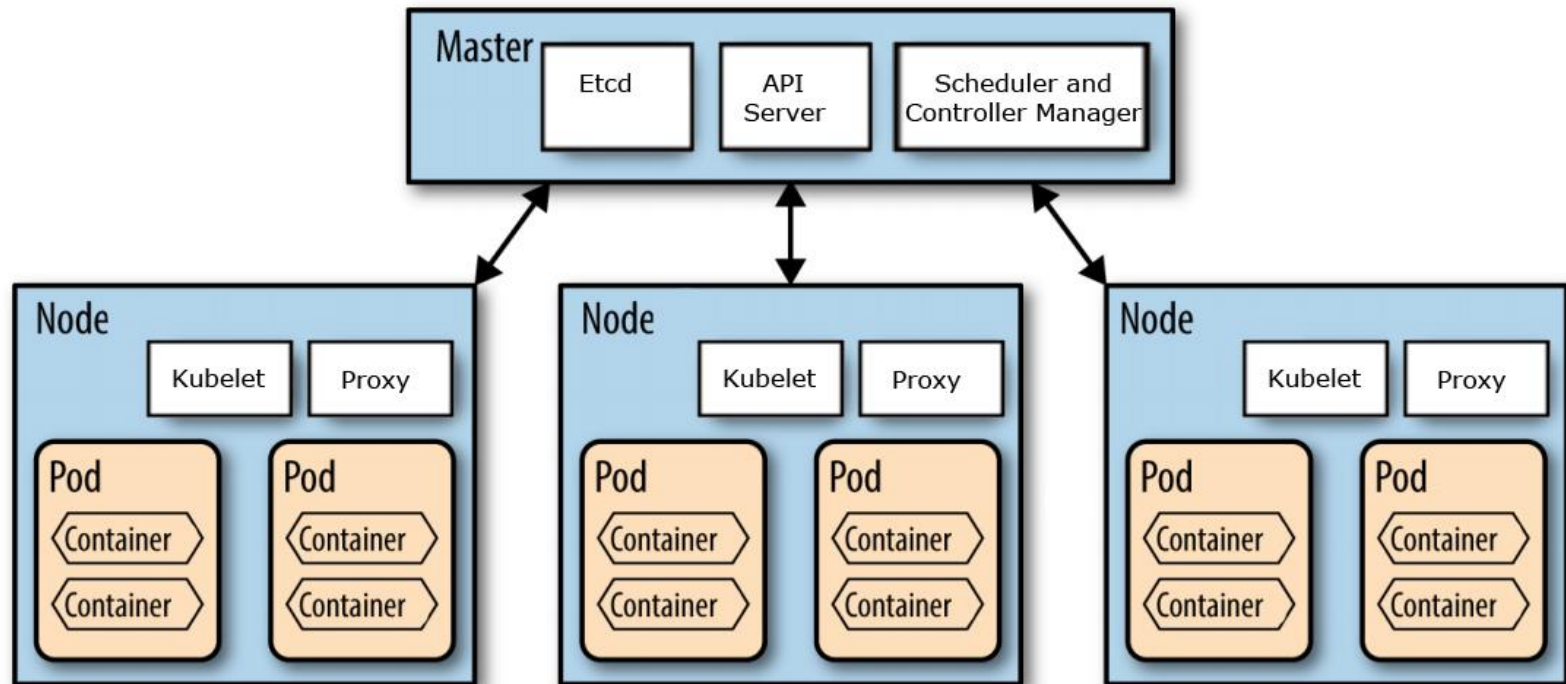 Master
Etcd
API
Server
Scheduler and
Controller Manager
Node
Kubelet
Proxy
Pod
Container
Container
Pod
Container
Container
Node
Kubelet
Proxy
Pod
Container
Container
Pod
Container
Container
Node
Kubelet
Proxy
Pod
Container
Container
Pod
Container
Container